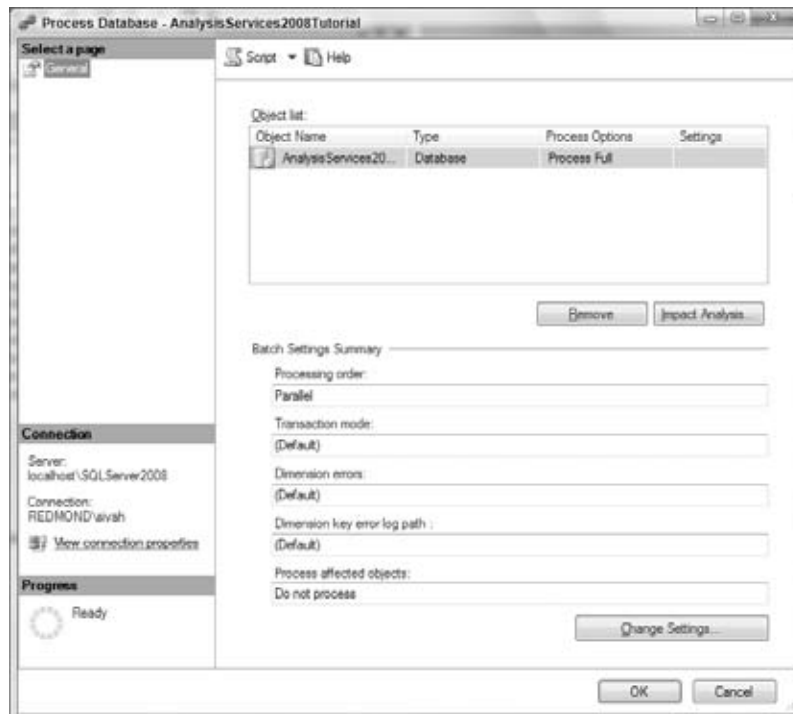 Process Database - AnalysisServices2008Tutorial
Select a page
General
Script Help
Object list:
Object Name Type Process Options Settings
AnalysisServices20... Database Process Full
Remove Impact Analysis...
Batch Settings Summary
Processing order:
Parallel
Transaction mode:
(Default)
Dimension errors:
(Default)
Dimension key error log path :
(Default)
Process affected objects:
Do not process
Change Settings...
Connection
Server:
localhost\SQLServer2008
Connection:
REDMOND\sivah
View connection properties
Progress
Ready
OK Cancel